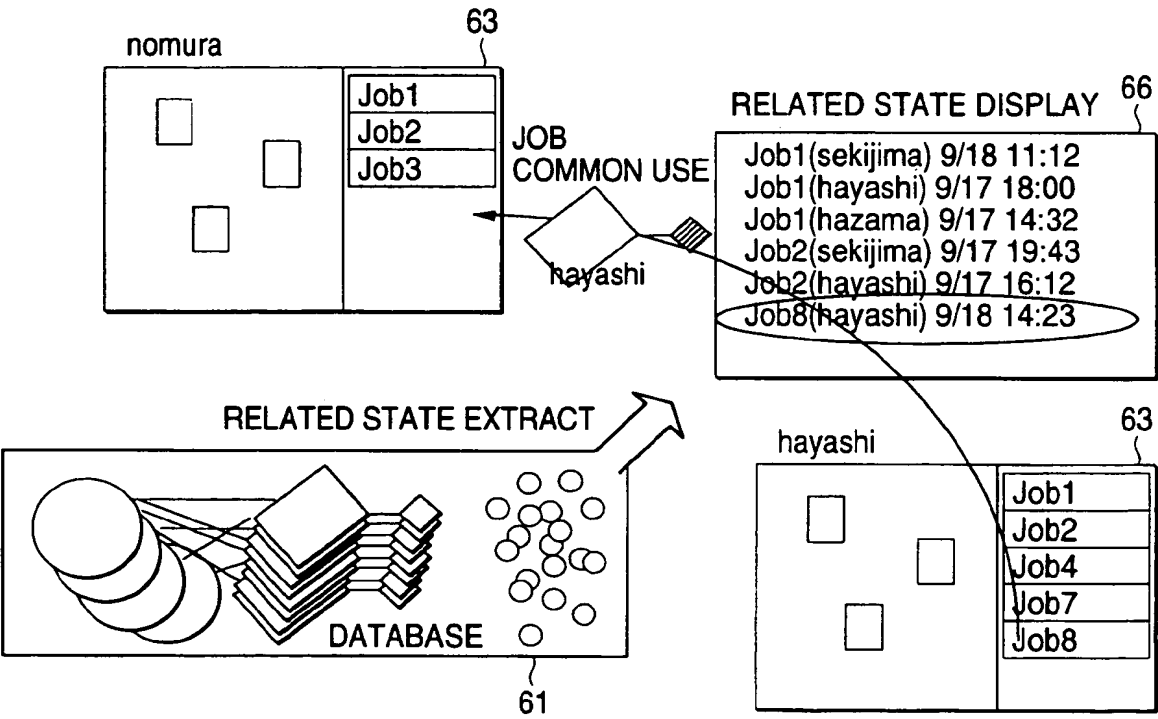 63
nomura
Job1
Job2
Job3
JOB
COMMON USE
hayashi
66
RELATED STATE DISPLAY
Job1(sekijima) 9/18 11:12
Job1(hayashi) 9/17 18:00
Job1(hazama) 9/17 14:32
Job2(sekijima) 9/17 19:43
Job2(hayashi) 9/17 16:12
Job8(hayashi) 9/18 14:23
RELATED STATE EXTRACT
DATABASE
61
63
hayashi
Job1
Job2
Job4
Job7
Job8